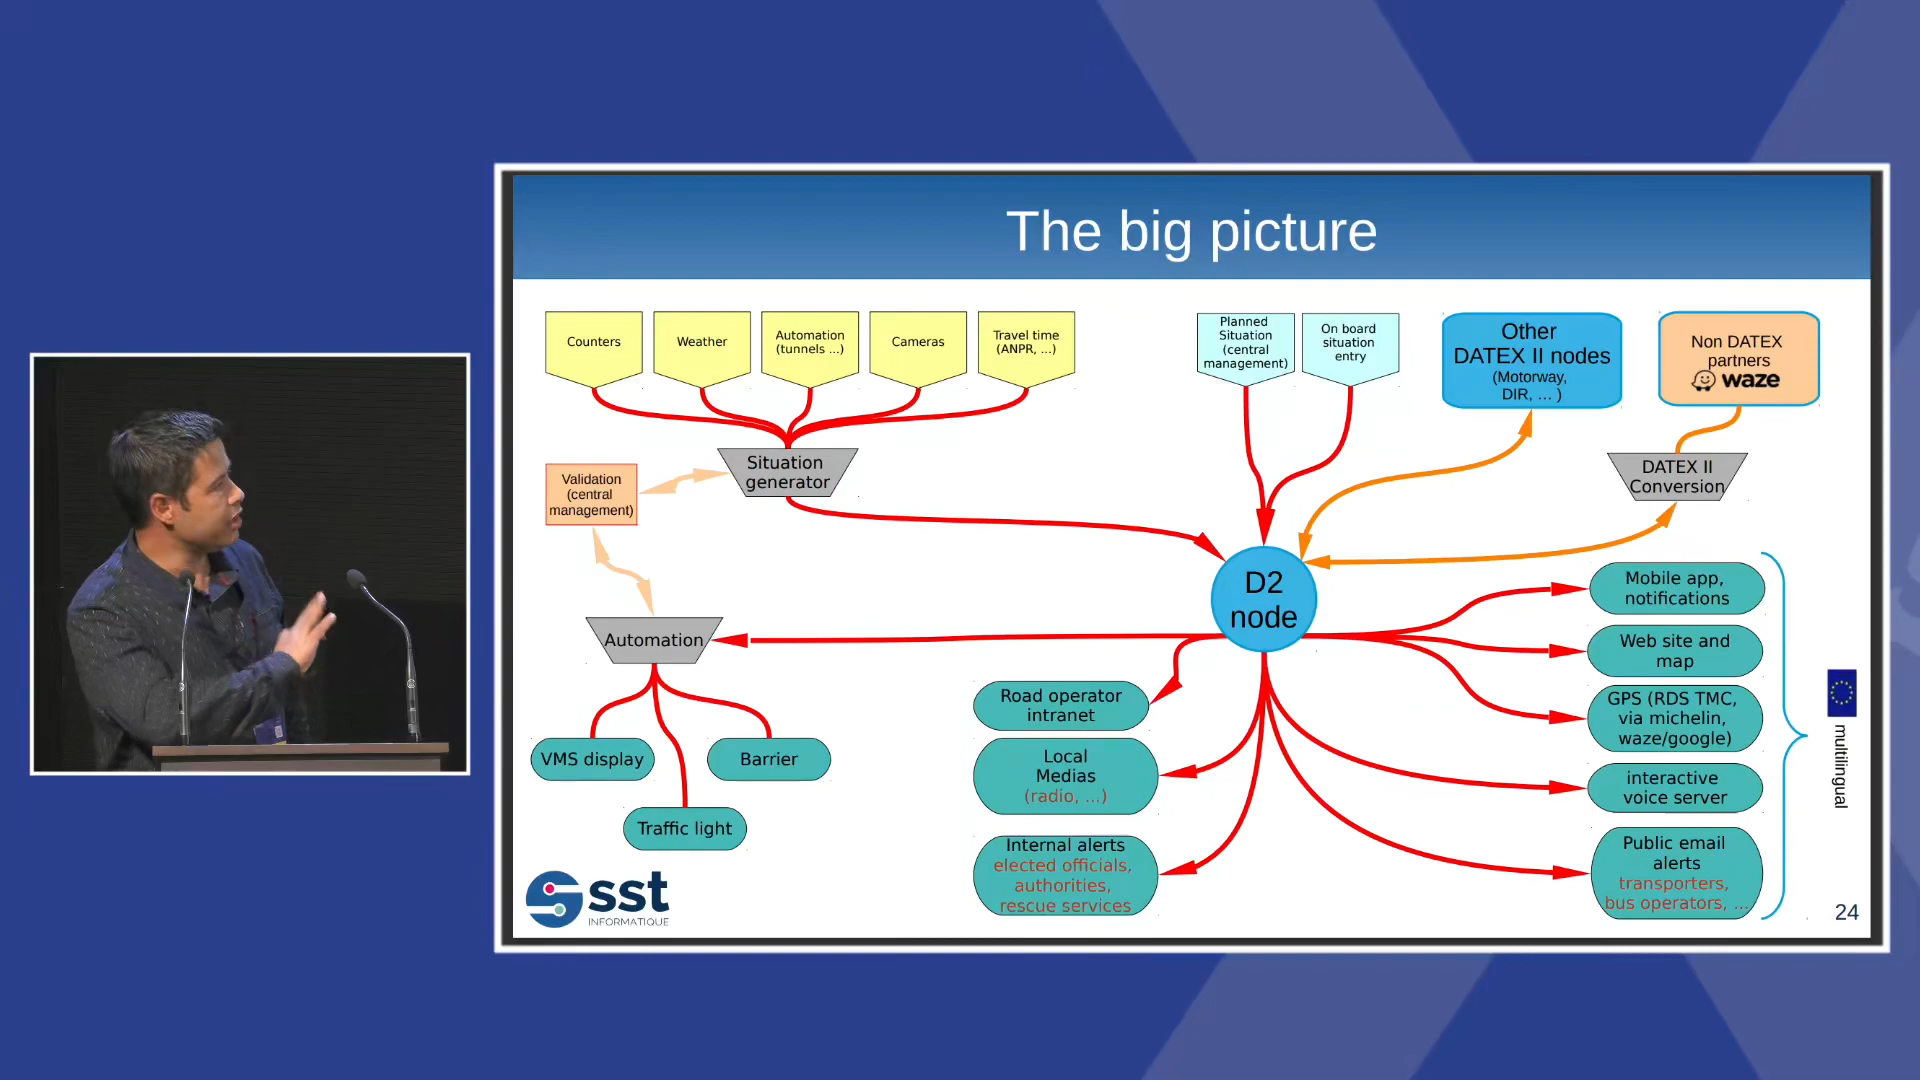 The big picture
Counters
Weather
Automation
(tunnels ...)
Cameras
Travel time
(ANPR, ...)
Planned
Situation
(central
management)
On board
situation
entry
Other
DATEX II nodes
(Motorway,
DIR, ... )
Non DATEX
partners
waze
Situation
generator
Validation
(central
management)
DATEX II
Conversion
D2
node
Automation
VMS display
Barrier
Traffic light
Road operator
intranet
Local
Medias
(radio, ...)
Internal alerts
elected officials,
authorities,
rescue services
Mobile app,
notifications
Web site and
map
GPS (RDS TMC,
via michelin,
waze/google)
interactive
voice server
Public email
alerts
transporters,
bus operators, ...
multilingual
sst
INFORMATIQUE
24